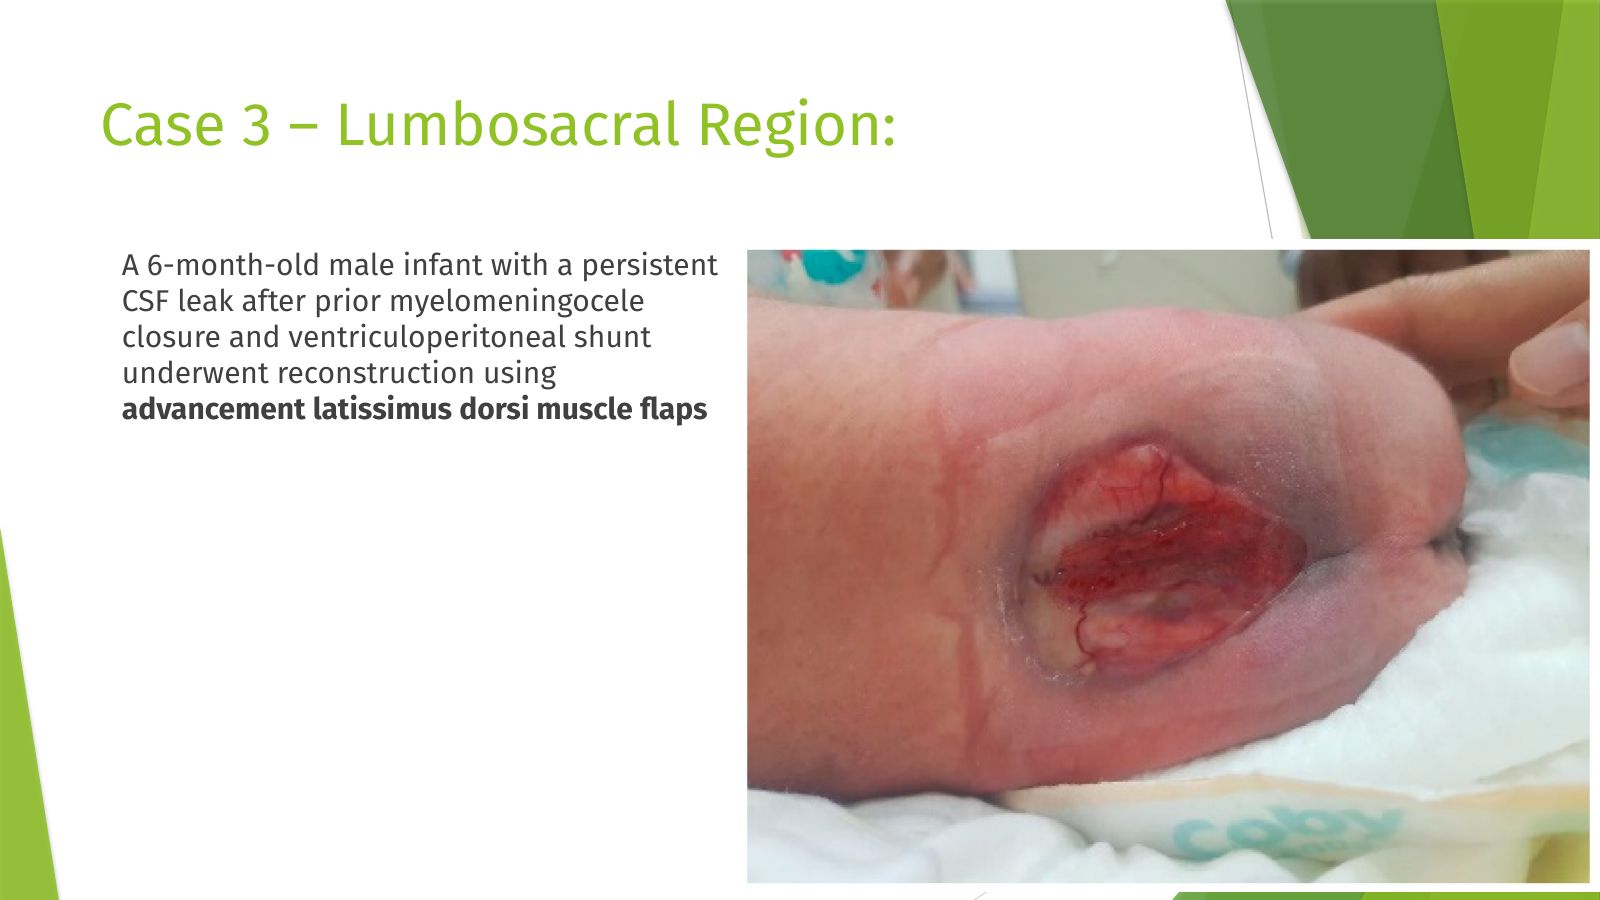 Case 3 – Lumbosacral Region:
A 6-month-old male infant with a persistent
CSF leak after prior myelomeningocele
closure and ventriculoperitoneal shunt
underwent reconstruction using
advancement latissimus dorsi muscle flaps
Coby